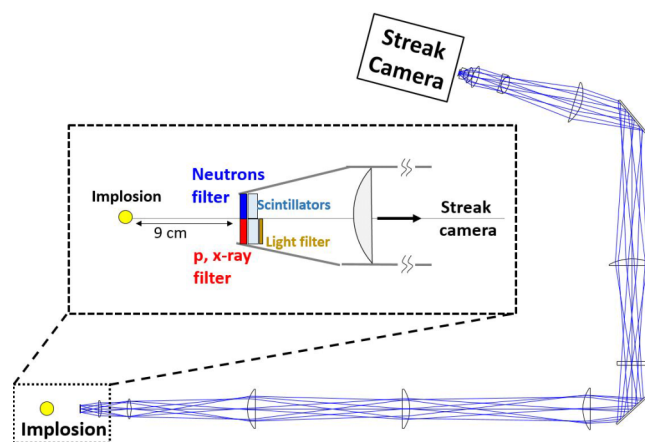 Streak
Camera
Neutrons
filter
Implosion
Scintillators
Streak
camera
9 cm
Light filter
p, x-ray
filter
Implosion